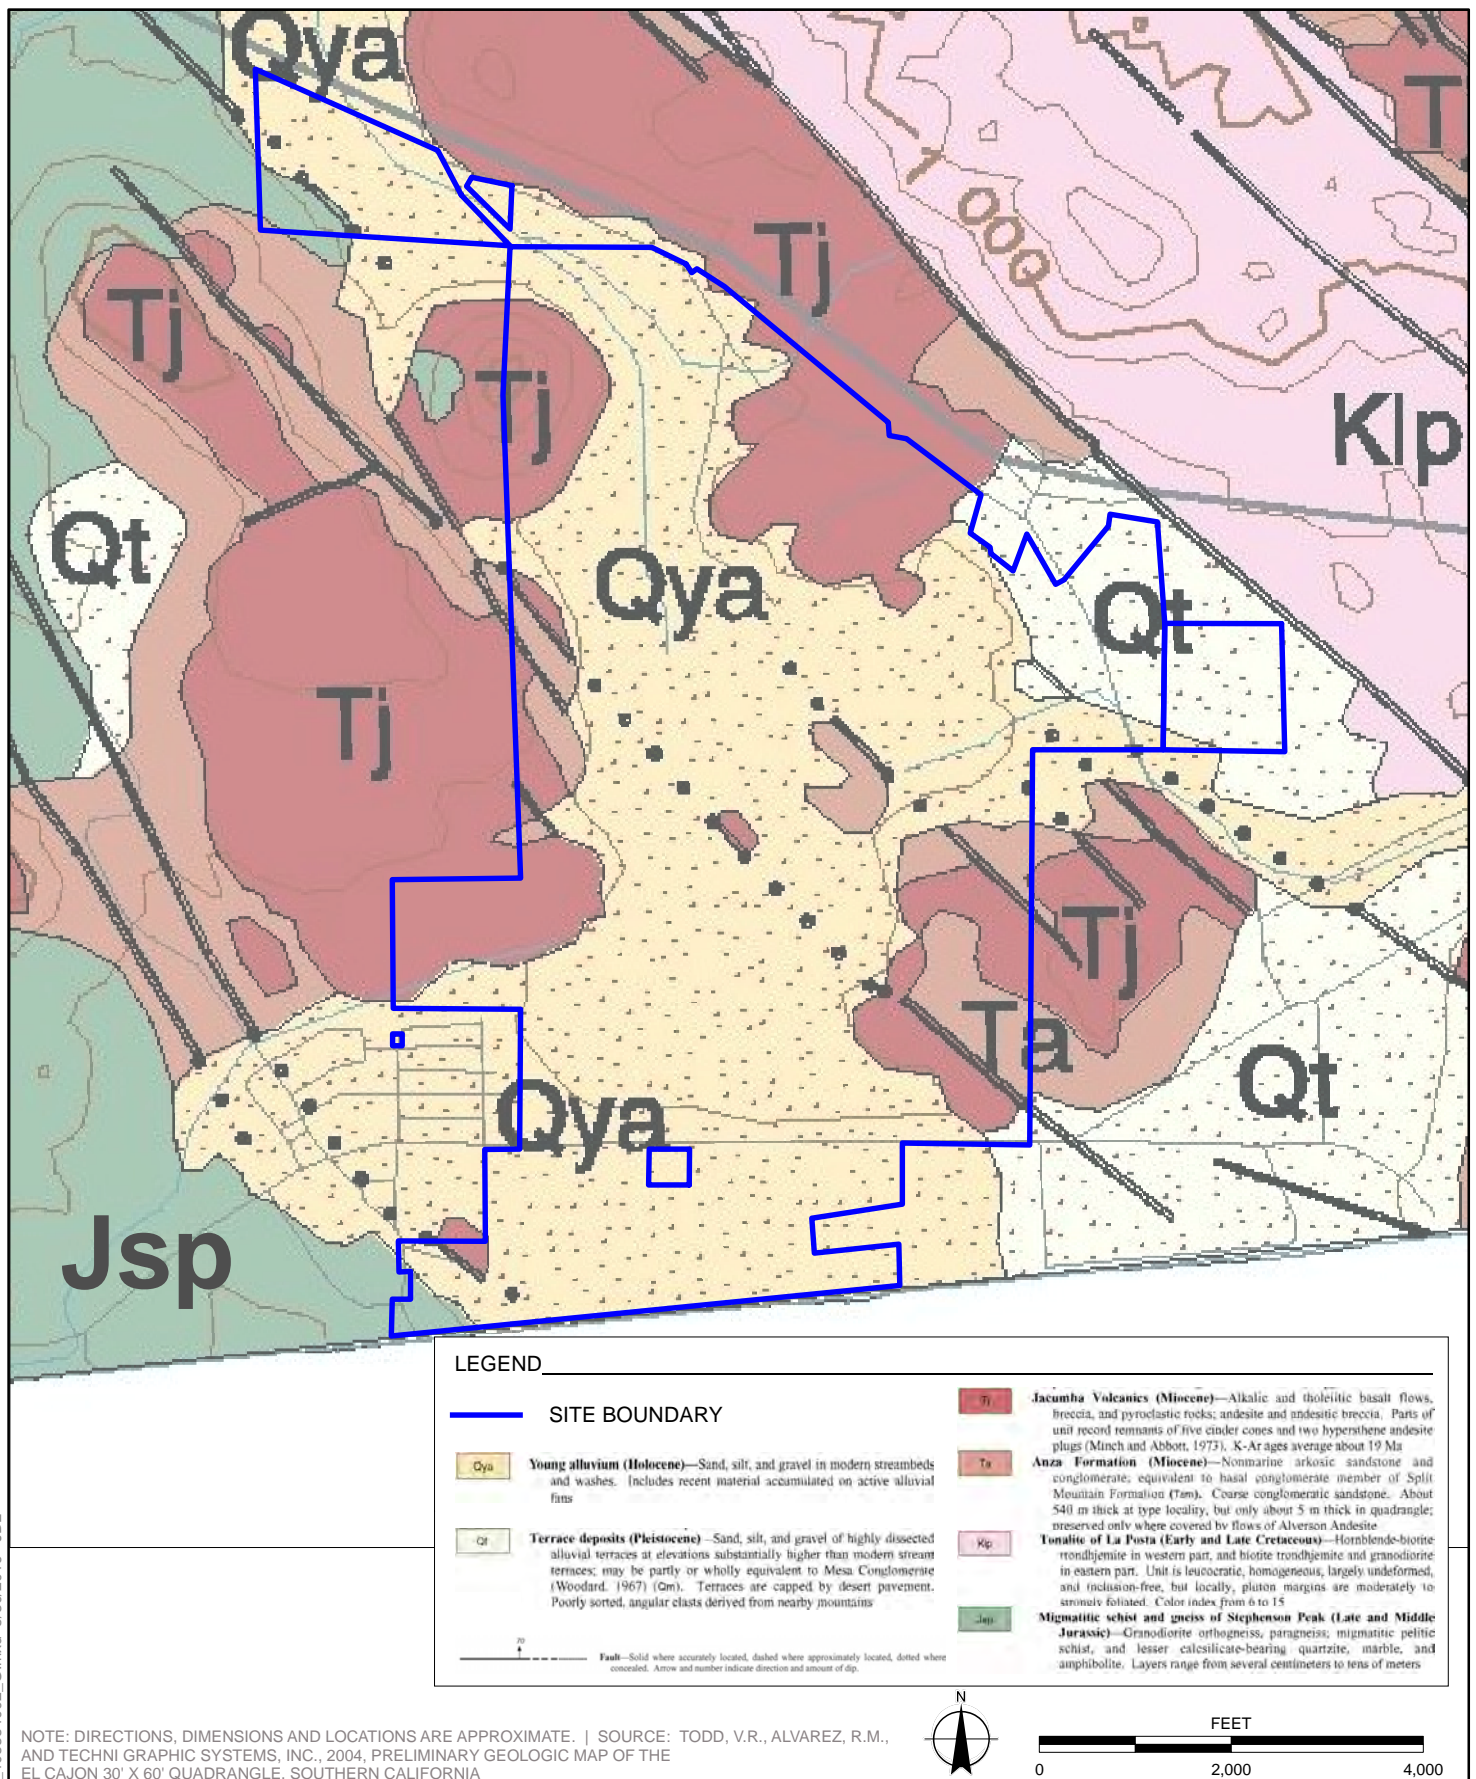 Qya
T
1 000
Tj
Tj
Tj
Klp
Qt
Qya
Qt
Tj
Tj
Ta
Qt
Qya
Jsp
LEGEND
SITE BOUNDARY
Qya
Young alluvium (Holocene)—Sand, silt, and gravel in modern streambeds
and washes. Includes recent material accumulated on active alluvial
fans
Qt
Terrace deposits (Pleistocene)—Sand, silt, and gravel of highly dissected
alluvial terraces at elevations substantially higher than modern stream
terraces; may be partly or wholly equivalent to Mesa Conglomerate
(Woodard, 1967) (Qm). Terraces are capped by desert pavement.
Poorly sorted, angular clasts derived from nearby mountains
70
Fault—Solid where accurately located, dashed where approximately located, dotted where
concealed. Arrow and number indicate direction and amount of dip.
Tj
Jacumba Volcanics (Miocene)—Alkalic and tholeiitic basalt flows,
breccia, and pyroclastic rocks; andesite and andesitic breccia. Parts of
unit record remnants of five cinder cones and two hypersthene andesite
plugs (Minch and Abbott, 1973). K-Ar ages average about 19 Ma
Ta
Anza Formation (Miocene)—Nonmarine arkosic sandstone and
conglomerate; equivalent to basal conglomerate member of Split
Mountain Formation (Tsm). Coarse conglomeratic sandstone. About
540 m thick at type locality, but only about 5 m thick in quadrangle;
preserved only where covered by flows of Alverson Andesite
Klp
Tonalite of La Posta (Early and Late Cretaceous)—Hornblende-biotite
trondhjemite in western part, and biotite trondhjemite and granodiorite
in eastern part. Unit is leucocratic, homogeneous, largely undeformed,
and inclusion-free, but locally, pluton margins are moderately to
strongly foliated. Color index from 6 to 15
Jsp
Migmatitic schist and gneiss of Stephenson Peak (Late and Middle
Jurassic)—Granodiorite orthogneiss, paragneiss; migmatitic pelitic
schist, and lesser calcsilicate-bearing quartzite, marble, and
amphibolite. Layers range from several centimeters to tens of meters
NOTE: DIRECTIONS, DIMENSIONS AND LOCATIONS ARE APPROXIMATE. | SOURCE: TODD, V.R., ALVAREZ, R.M.,
AND TECHNI GRAPHIC SYSTEMS, INC., 2004, PRELIMINARY GEOLOGIC MAP OF THE
EL CAJON 30' X 60' QUADRANGLE, SOUTHERN CALIFORNIA
N
FEET
0 2,000 4,000